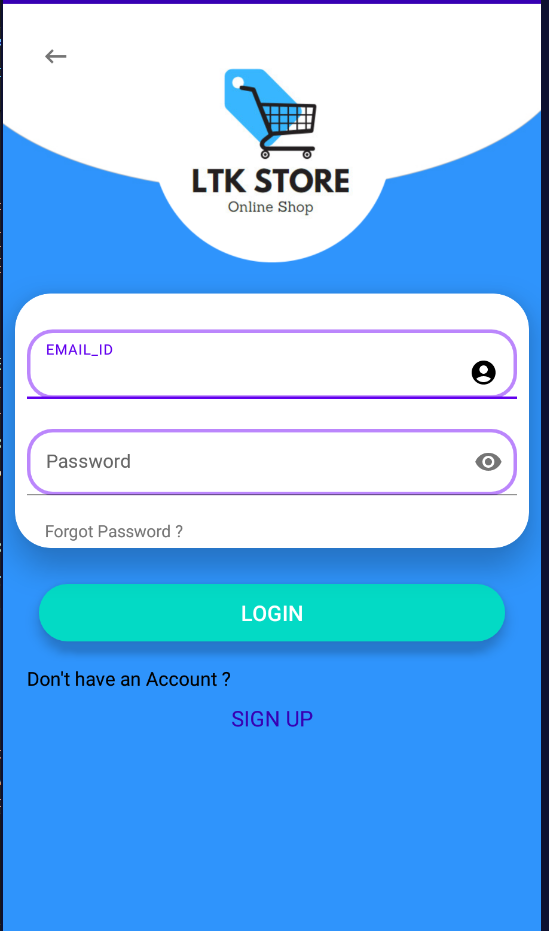 LTK STORE
Online Shop
EMAIL_ID
Password
Forgot Password ?
LOGIN
Don't have an Account ?
SIGN UP